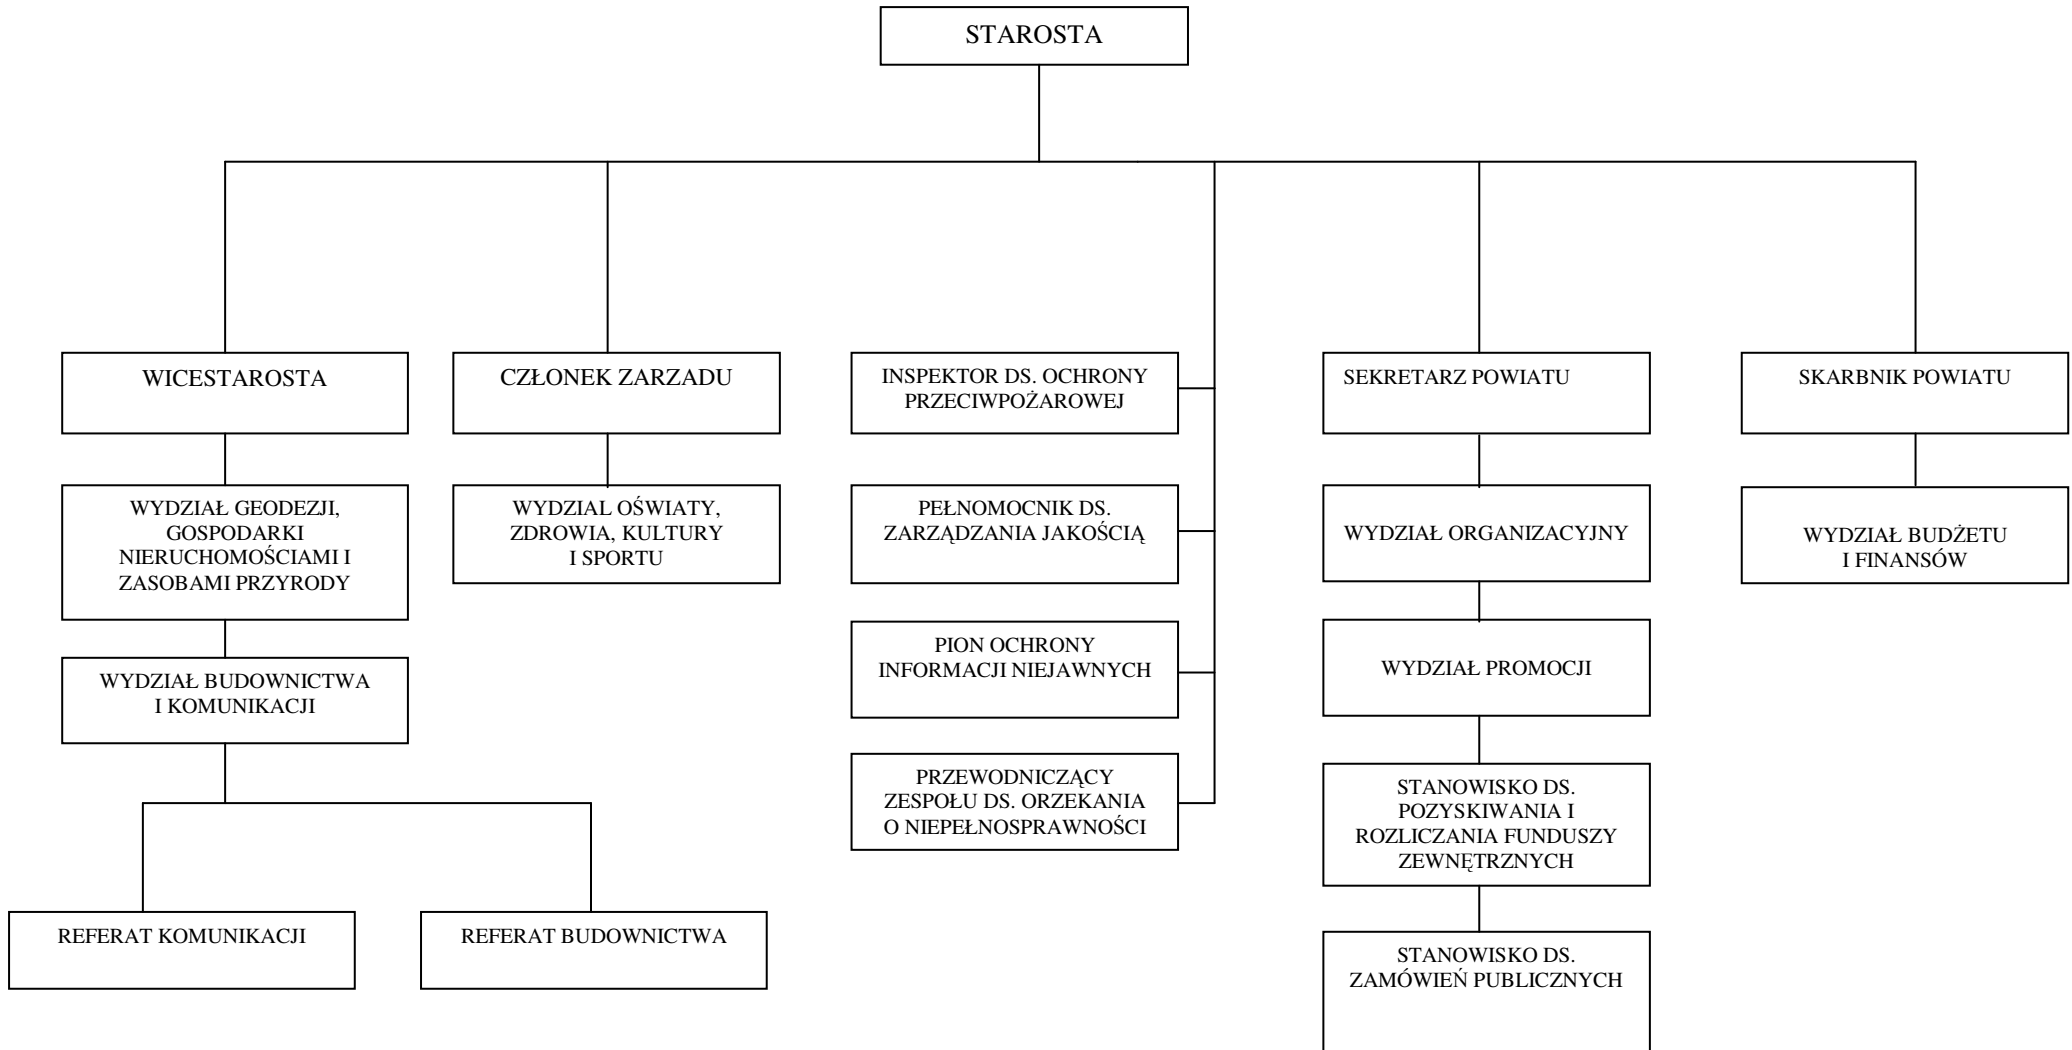 STAROSTA
WICESTAROSTA
CZŁONEK ZARZADU
INSPEKTOR DS. OCHRONY
PRZECIWPOŻAROWEJ
SEKRETARZ POWIATU
SKARBNIK POWIATU
WYDZIAŁ GEODEZJI,
GOSPODARKI
NIERUCHOMOŚCIAMI I
ZASOBAMI PRZYRODY
WYDZIAL OŚWIATY,
ZDROWIA, KULTURY
I SPORTU
PEŁNOMOCNIK DS.
ZARZĄDZANIA JAKOŚCIĄ
WYDZIAŁ ORGANIZACYJNY
WYDZIAŁ BUDŻETU
I FINANSÓW
PION OCHRONY
INFORMACJI NIEJAWNYCH
WYDZIAŁ PROMOCJI
WYDZIAŁ BUDOWNICTWA
I KOMUNIKACJI
PRZEWODNICZĄCY
ZESPOŁU DS. ORZEKANIA
O NIEPEŁNOSPRAWNOŚCI
STANOWISKO DS.
POZYSKIWANIA I
ROZLICZANIA FUNDUSZY
ZEWNĘTRZNYCH
REFERAT KOMUNIKACJI
REFERAT BUDOWNICTWA
STANOWISKO DS.
ZAMÓWIEŃ PUBLICZNYCH